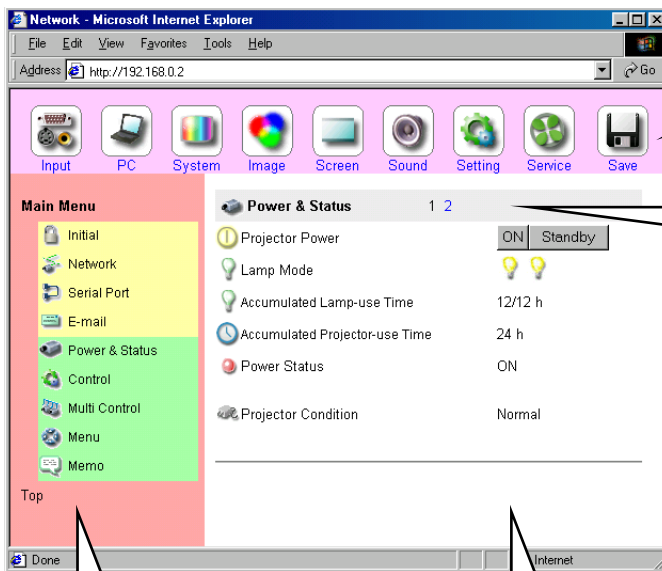 Network - Microsoft Internet Explorer
File Edit View Favorites Tools Help
Address http://192.168.0.2 Go
Input PC System Image Screen Sound Setting Service Save
Main Menu
Initial
Network
Serial Port
E-mail
Power & Status
Control
Multi Control
Menu
Memo
Top
Power & Status 1 2
Projector Power ON Standby
Lamp Mode
Accumulated Lamp-use Time 12/12 h
Accumulated Projector-use Time 24 h
Power Status ON
Projector Condition Normal
Done Internet